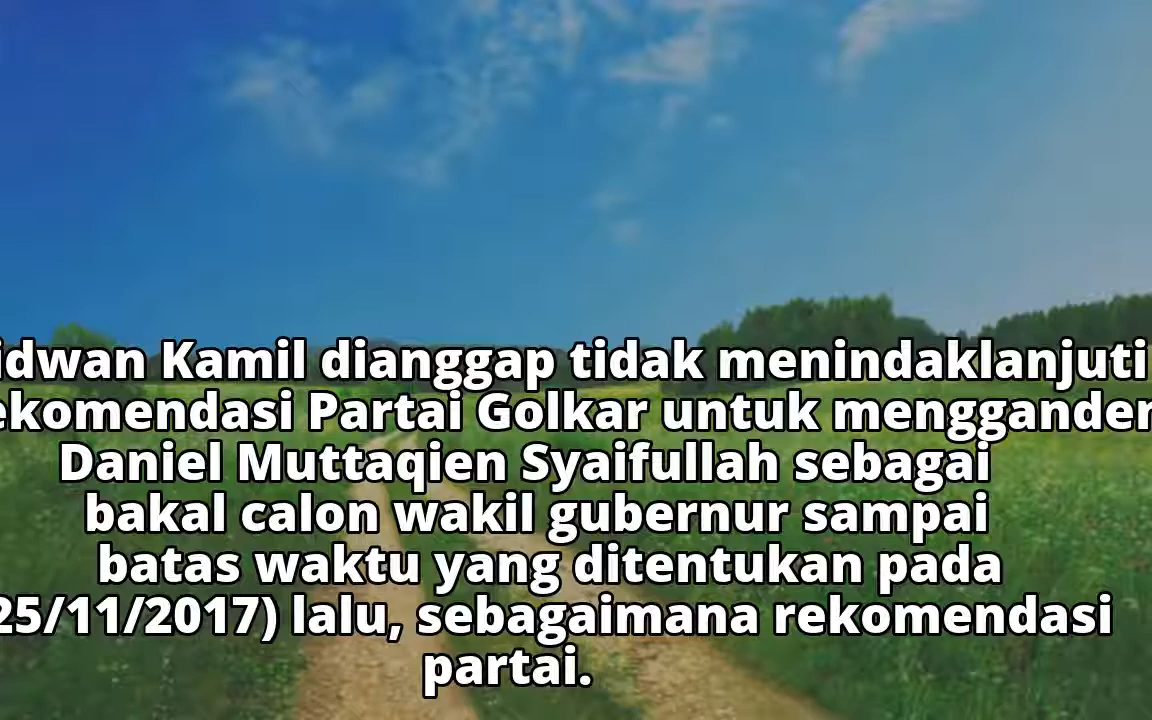 idwan Kamil dianggap tidak menindaklanjuti
ekomendasi Partai Golkar untuk menggander
Daniel Muttaqien Syaifullah sebagai
bakal calon wakil gubernur sampai
batas waktu yang ditentukan pada
25/11/2017) lalu, sebagaimana rekomendasi
partai.